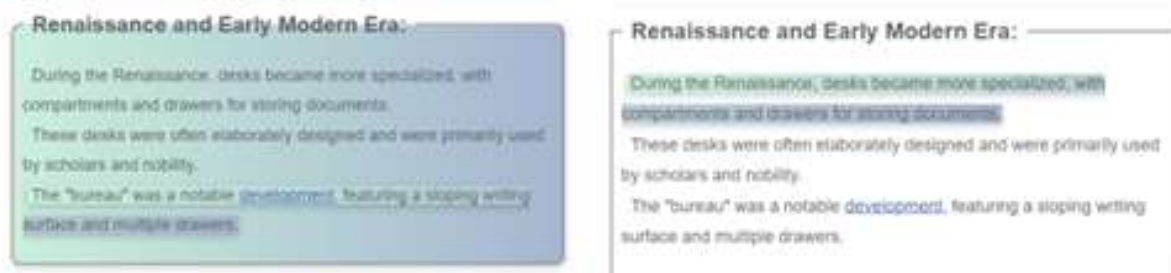 Renaissance and Early Modern Era:
During the Renaissance, desks became more specialized, with
compartments and drawers for storing documents.
These desks were often elaborately designed and were primarily used
by scholars and nobility.
The "bureau" was a notable development, featuring a sloping writing
surface and multiple drawers.
Renaissance and Early Modern Era:
During the Renaissance, desks became more specialized, with
compartments and drawers for storing documents.
These desks were often elaborately designed and were primarily used
by scholars and nobility.
The "bureau" was a notable development, featuring a sloping writing
surface and multiple drawers.